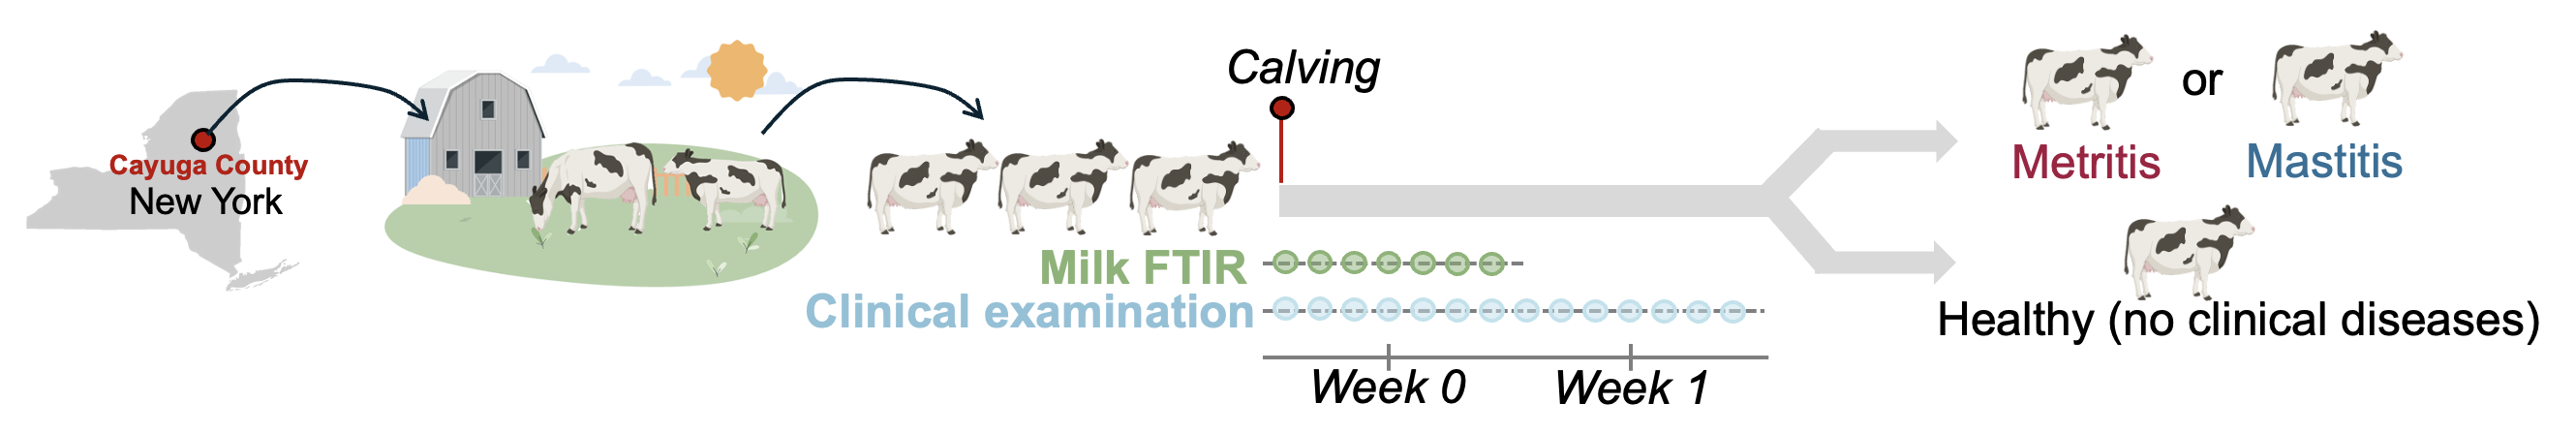 Cayuga County
New York
Calving
Milk FTIR
Clinical examination
Week 0
Week 1
or
Metritis
Mastitis
Healthy (no clinical diseases)